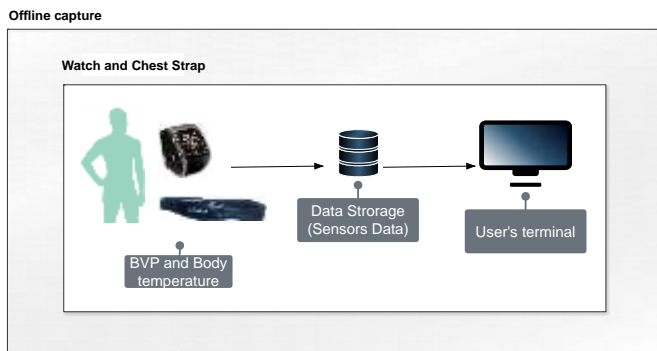 Offline capture
Watch and Chest Strap
Data Strorage
(Sensors Data)
User's terminal
BVP and Body
temperature